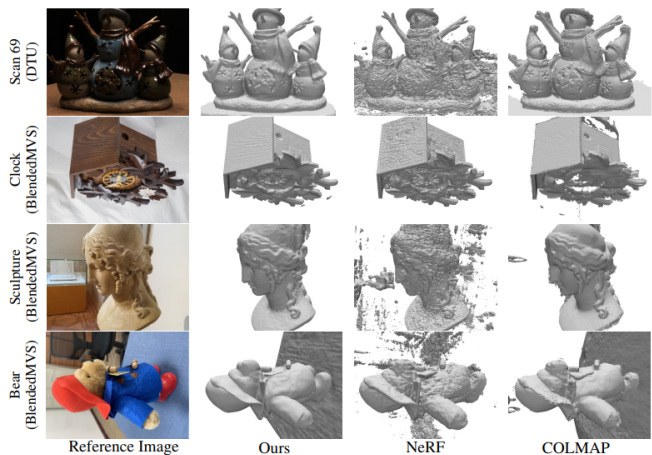 Scan 69
(DTU)
Clock
(BlendedMVS)
Sculpture
(BlendedMVS)
Bear
(BlendedMVS)
Reference Image
Ours
NeRF
COLMAP